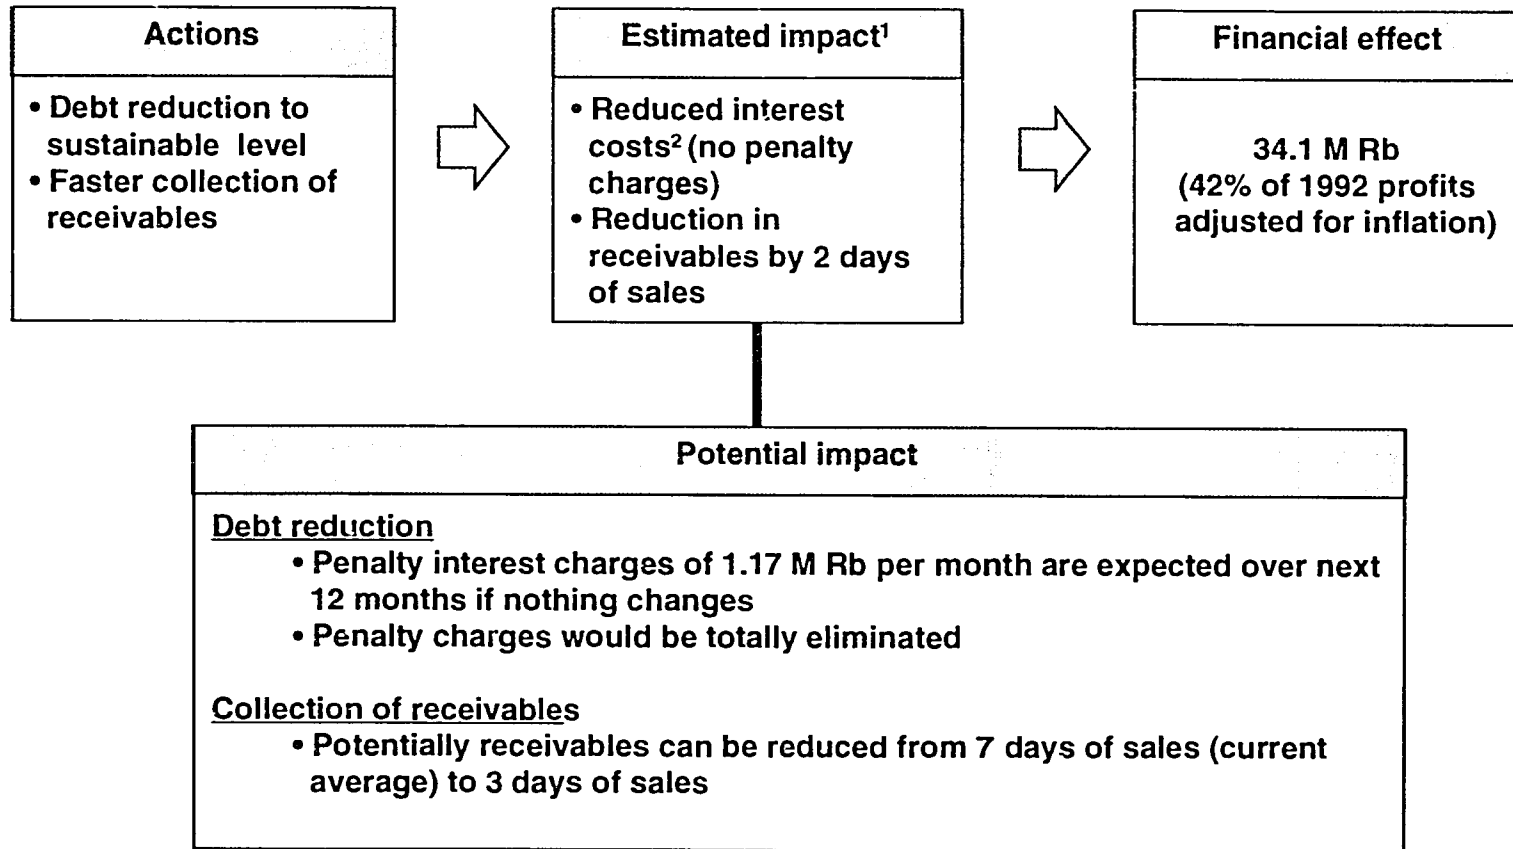 Actions
• Debt reduction to
sustainable level
• Faster collection of
receivables
Estimated impact¹
• Reduced interest
costs² (no penalty
charges)
• Reduction in
receivables by 2 days
of sales
Financial effect
34.1 M Rb
(42% of 1992 profits
adjusted for inflation)
Potential impact
Debt reduction
• Penalty interest charges of 1.17 M Rb per month are expected over next
12 months if nothing changes
• Penalty charges would be totally eliminated
Collection of receivables
• Potentially receivables can be reduced from 7 days of sales (current
average) to 3 days of sales